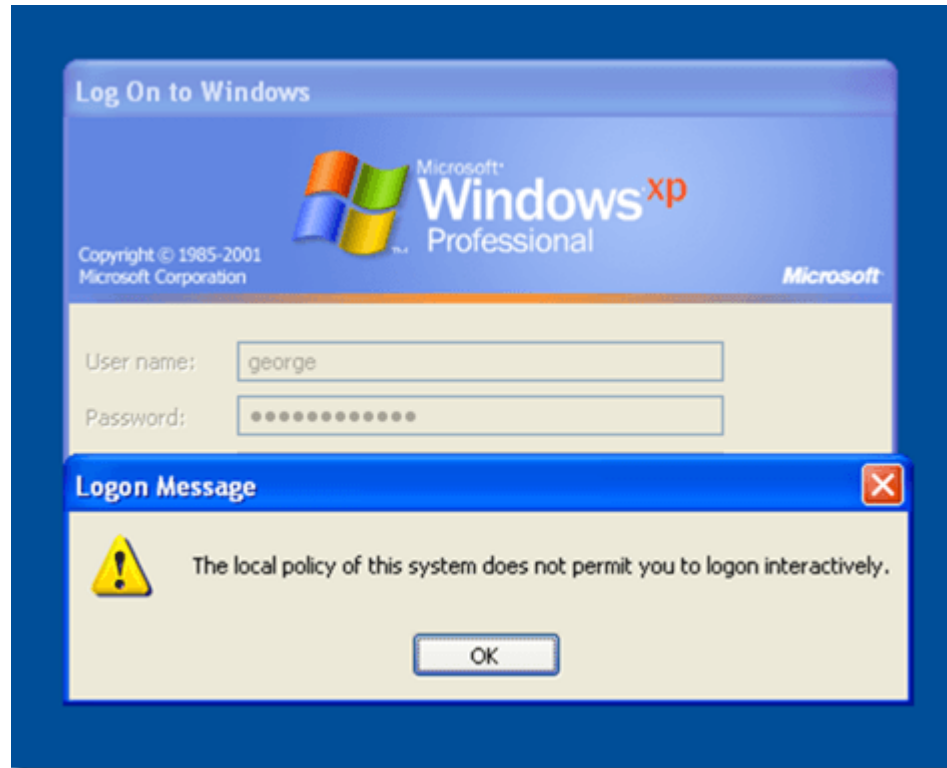 Log On to Windows
Microsoft®
Windows xp
Professional
Copyright © 1985-2001
Microsoft Corporation
Microsoft®
User name: george
Password: ●●●●●●●●●●●●
Logon Message
The local policy of this system does not permit you to logon interactively.
OK